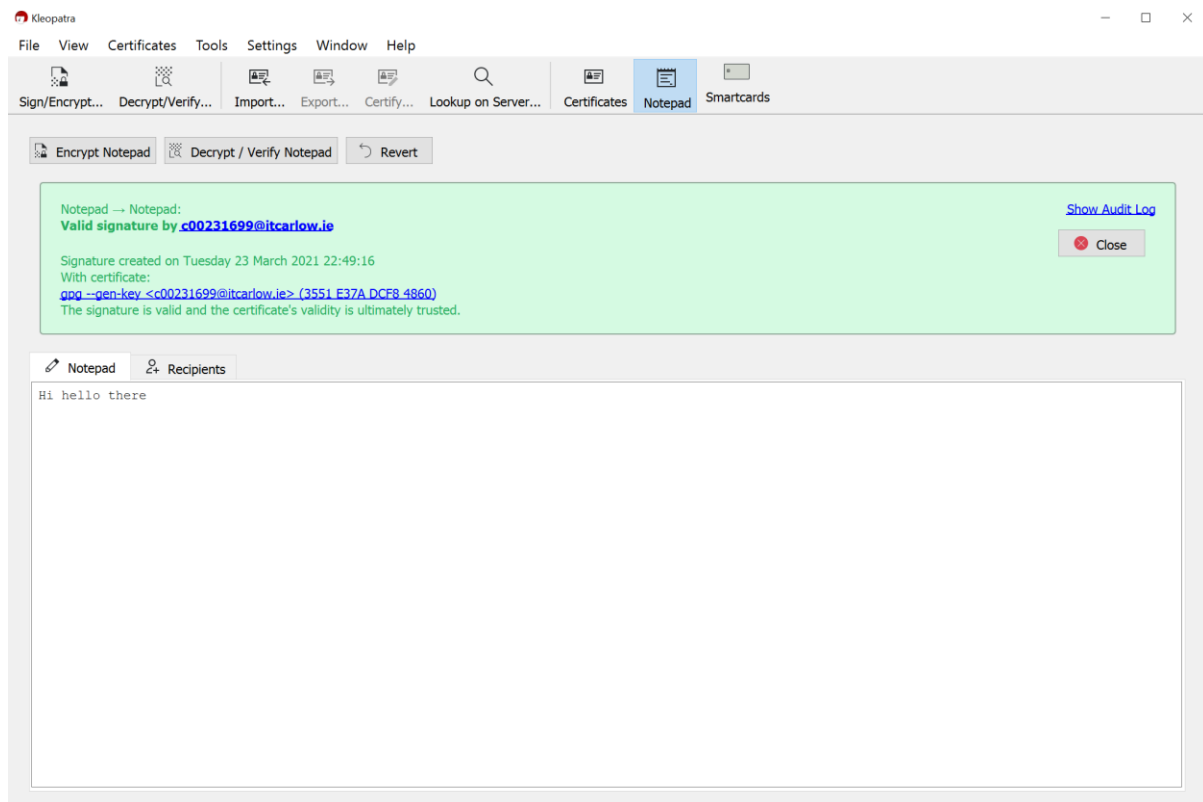 Kleopatra
File View Certificates Tools Settings Window Help
Sign/Encrypt... Decrypt/Verify... Import... Export... Certify... Lookup on Server... Certificates Notepad Smartcards
Encrypt Notepad Decrypt / Verify Notepad Revert
Notepad → Notepad: Show Audit Log
Valid signature by c00231699@itcarlow.ie
Close
Signature created on Tuesday 23 March 2021 22:49:16
With certificate:
gpg --gen-key <c00231699@itcarlow.ie> (3551 E37A DCF8 4860)
The signature is valid and the certificate's validity is ultimately trusted.
Notepad Recipients
Hi hello there